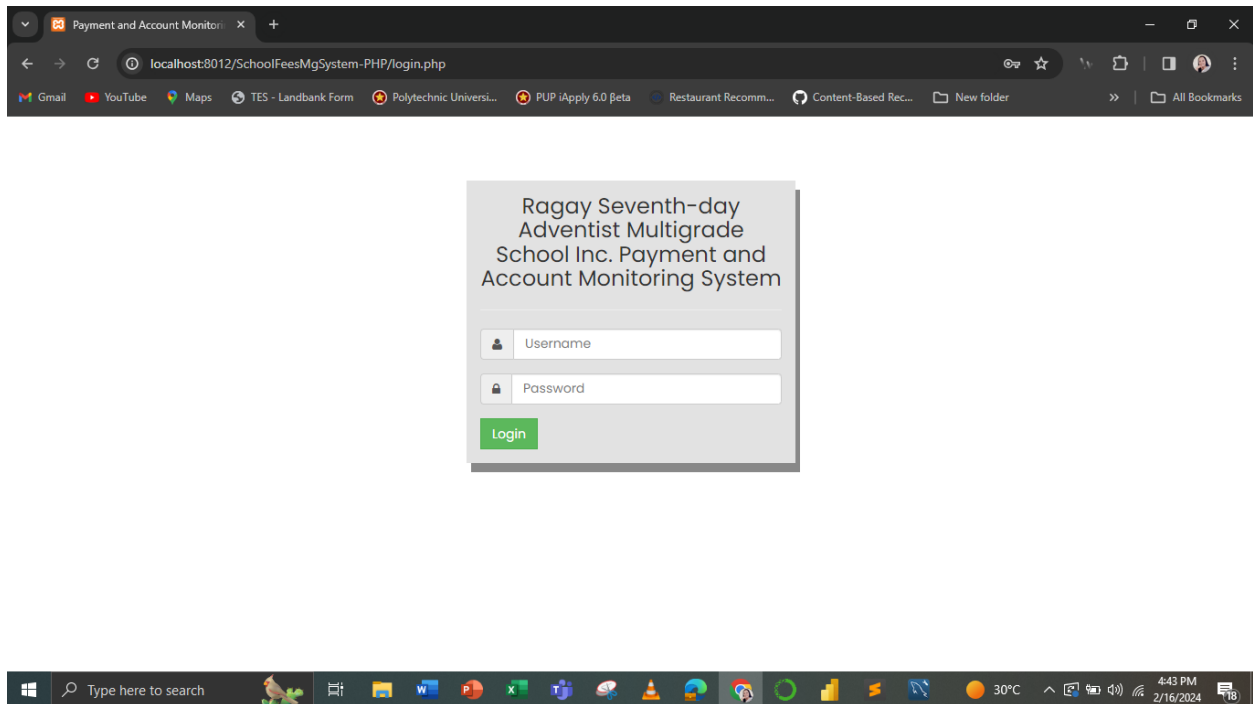 Payment and Account Monitori
localhost:8012/SchoolFeesMgSystem-PHP/login.php
Gmail YouTube Maps TES - Landbank Form Polytechnic Universi... PUP iApply 6.0 βeta Restaurant Recomm... Content-Based Rec... New folder » All Bookmarks
Ragay Seventh-day
Adventist Multigrade
School Inc. Payment and
Account Monitoring System
Username
Password
Login
Type here to search 30°C 4:43 PM
2/16/2024 18